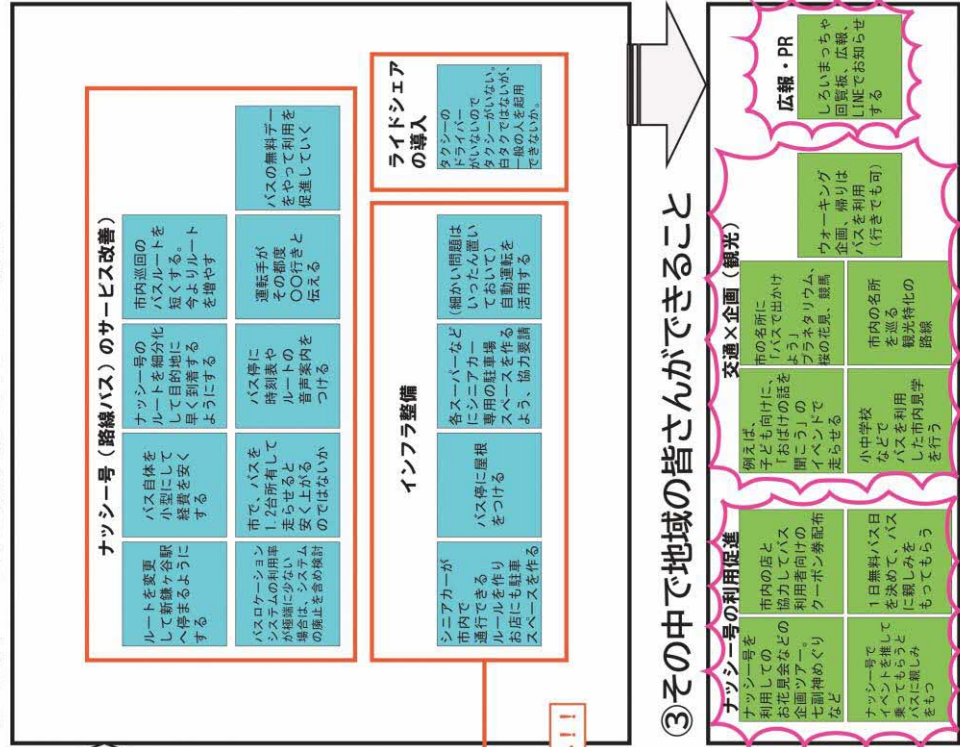 ナッシー号（路線バス）のサービス改善）
ルートを変更
して新鎌ヶ谷駅
へ停まるように
する
バス自体を
小型にして
経費を安く
する
ナッシー号の
ルートを細分化
して目的地に
早く到着する
ようにする
市内巡回の
バスルートを
短くする。
今よりルート
を増やす
バスロケーション
システムの利用率
が極端に少ない
場合は、システム
の廃止を含め検討
市で、バスを
1.2台所有して
走らせると
安く上がる
のではないか
バス停に
時刻表や
ルートの
音声案内を
つける
運転手が
その都度
〇〇行きと
伝える
バスの無料デー
をやって利用を
促進していく
インフラ整備
シニアカーが
市内で
通行できる
ルールを作り
お店にも駐車
スペースを作る
バス停に屋根
をつける
各スーパーなど
にシニアカー
専用の駐車場
スペースを作る
よう、協力要請
(細かい問題は
いったん置い
ておいて)
自動運転を
活用する
ライドシェア
の導入
タクシーの
ドライバー
がいないので
タクシーがいない。
白タクではないが、
一般の人を起用
できないか。
③その中で地域の皆さんができること
ナッシー号の利用促進
ナッシー号を
利用しての
お花見会などの
企画ツアー。
七副神めぐり
など
市内の店と
協力してバス
利用者向けの
クーポン券配布
ナッシー号で
イベントを推して
乗ってもらうと
バスに親しみ
をもつ
１日無料バス日
を決めて、バス
に親しみを
もってもらう
交通×企画（観光）
例えば、
子ども向けに、
「おばけの話を
聞こう」の
イベンドで
走らせる
市の名所に
「バスで出かけ
よう」
プラネタリウム、
桜の花見、競馬
小中学校
などで
バスを利用
した市内見学
を行う
市内の名所
を巡る
観光特化の
路線
ウォーキング
企画、帰りは
バスを利用
(行きでも可)
広報・PR
しろいまっちゃ
回覧板、広報、
LINEでお知らせ
する